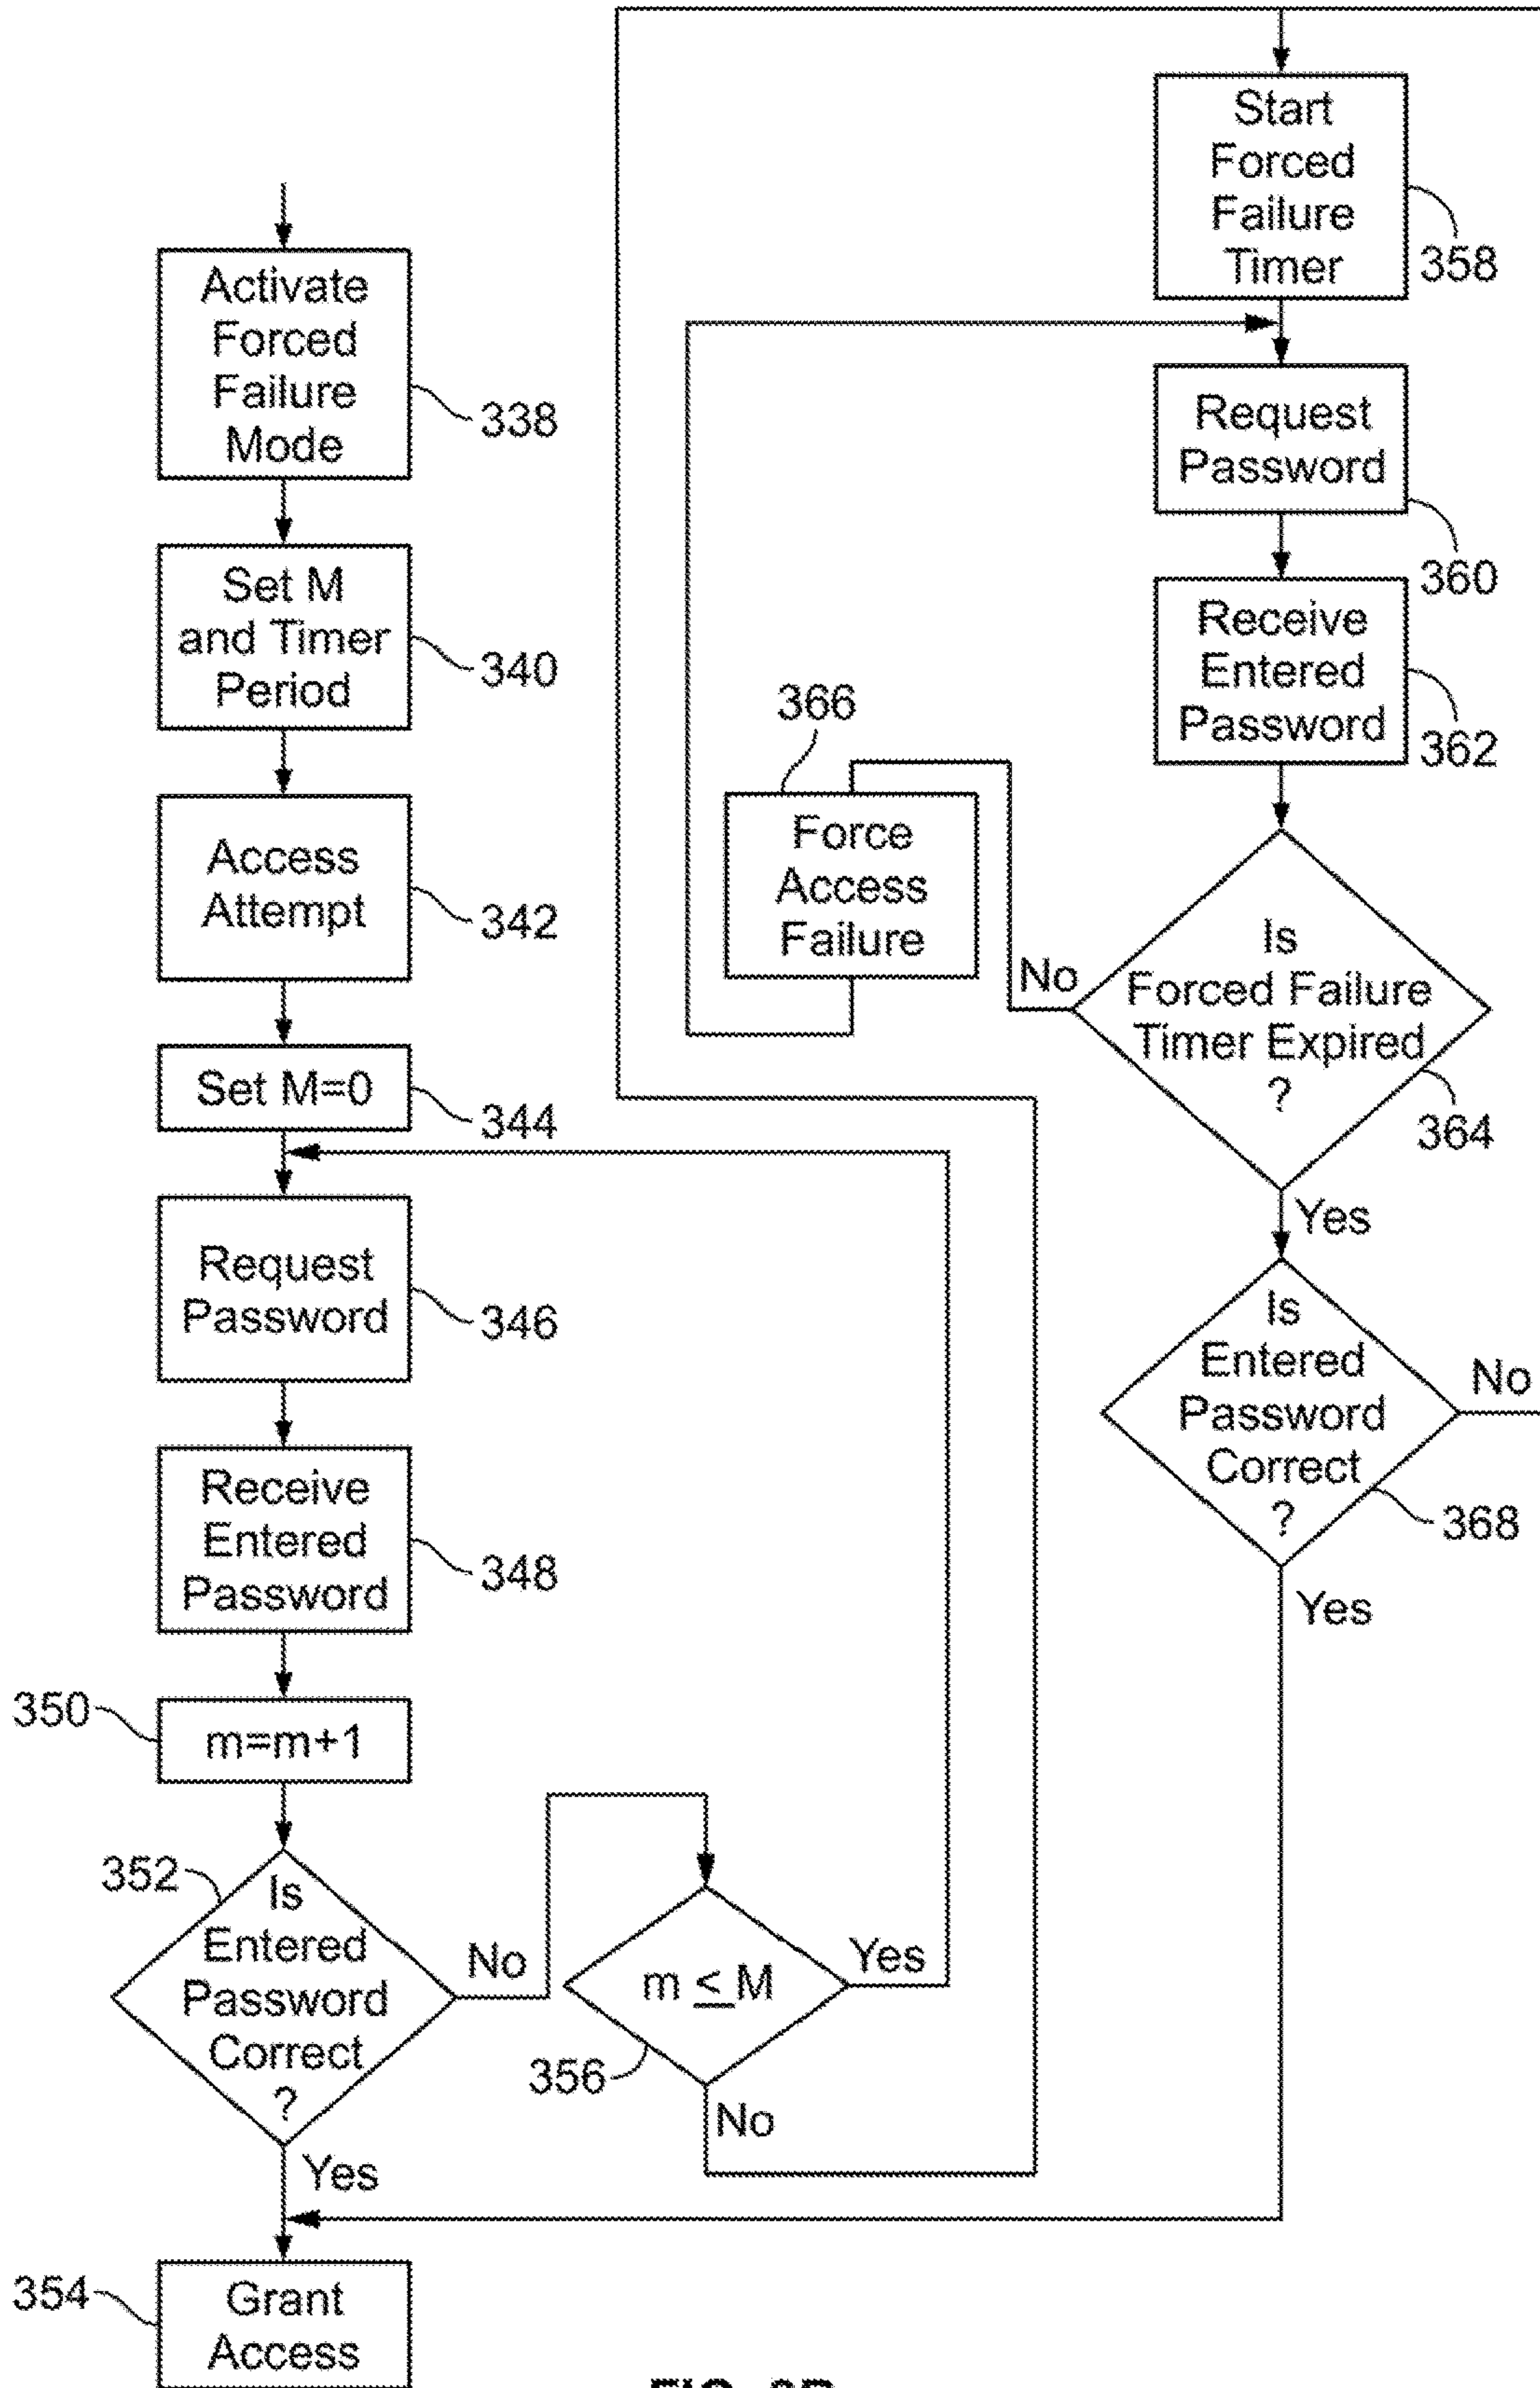 Activate
Forced
Failure
Mode
338
Set M
and Timer
Period
340
Access
Attempt
342
Set M=0
344
Request
Password
346
Receive
Entered
Password
348
350
m=m+1
352
Is
Entered
Password
Correct
?
No
Yes
m ≤ M
356
Yes
No
354
Grant
Access
Start
Forced
Failure
Timer
358
Request
Password
360
Receive
Entered
Password
362
366
Force
Access
Failure
No
Is
Forced Failure
Timer Expired
?
364
Yes
Is
Entered
Password
Correct
?
No
368
Yes